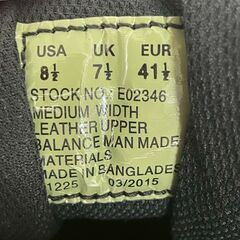 USA UK EUR
8½ 7½ 41½
STOCK NO.: E02346
MEDIUM WIDTH
LEATHER UPPER
BALANCE MAN MADE
MATERIALS
MADE IN BANGLADES
1225 03/2015